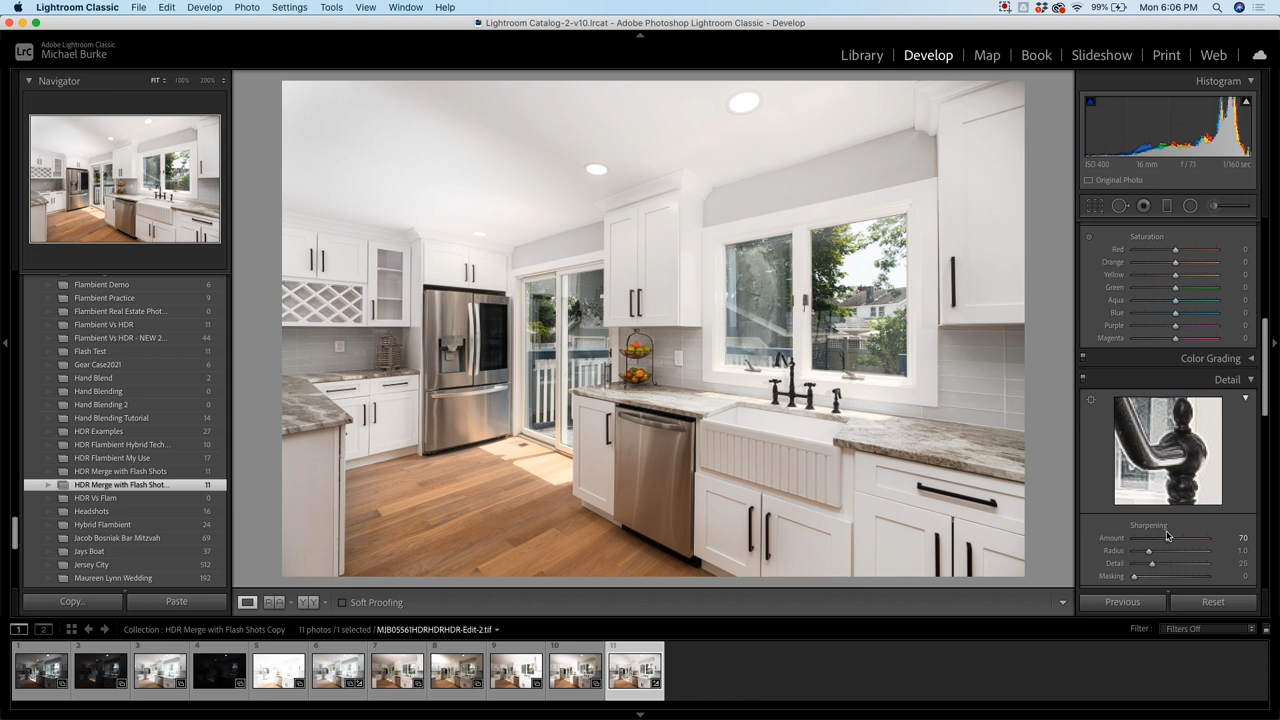 Lightroom Classic File Edit Develop Photo Settings Tools View Window Help 99% Mon 6:06 PM
Lightroom Catalog-2-v10.lrcat - Adobe Photoshop Lightroom Classic - Develop
Lrc Adobe Lightroom Classic
Michael Burke
Library | Develop | Map | Book | Slideshow | Print | Web
Navigator FIT 100% 200%
Histogram
ISO 400 16 mm f / 7.1 1/160 sec
Original Photo
Saturation
Red 0
Orange 0
Yellow 0
Green 0
Aqua 0
Blue 0
Purple 0
Magenta 0
Color Grading
Detail
Sharpening
Amount 70
Radius 1.0
Detail 25
Masking 0
Previous Reset
Flambient Demo 6
Flambient Practice 9
Flambient Real Estate Phot... 0
Flambient Vs HDR 11
Flambient Vs HDR - NEW 2... 44
Flash Test 11
Gear Case2021 6
Hand Blend 2
Hand Blending 0
Hand Blending 2 0
Hand Blending Tutorial 14
HDR Examples 27
HDR Flambient Hybrid Tech... 10
HDR Flambient My Use 17
HDR Merge with Flash Shots 11
HDR Merge with Flash Shot... 11
HDR Vs Flam 0
Headshots 16
Hybrid Flambient 24
Jacob Bosniak Bar Mitzvah 69
Jays Boat 37
Jersey City 512
Maureen Lynn Wedding 192
Copy... Paste
Soft Proofing
1 2 Collection : HDR Merge with Flash Shots Copy 11 photos / 1 selected / MJB05561HDRHDRHDR-Edit-2.tif Filter : Filters Off
1 2 3 4 5 6 7 8 9 10 11